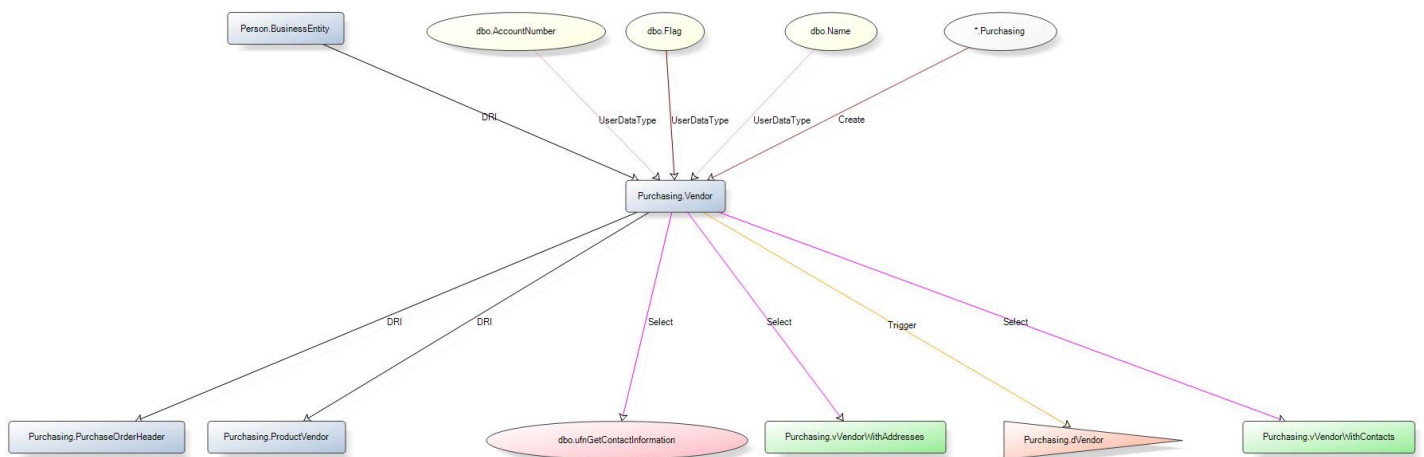 Person.BusinessEntity
dbo.AccountNumber
dbo.Flag
dbo.Name
*.Purchasing
DRI
UserDataType
UserDataType
UserDataType
Create
Purchasing.Vendor
DRI
DRI
Select
Select
Trigger
Select
Purchasing.PurchaseOrderHeader
Purchasing.ProductVendor
dbo.ufnGetContactInformation
Purchasing.vVendorWithAddresses
Purchasing.dVendor
Purchasing.vVendorWithContacts